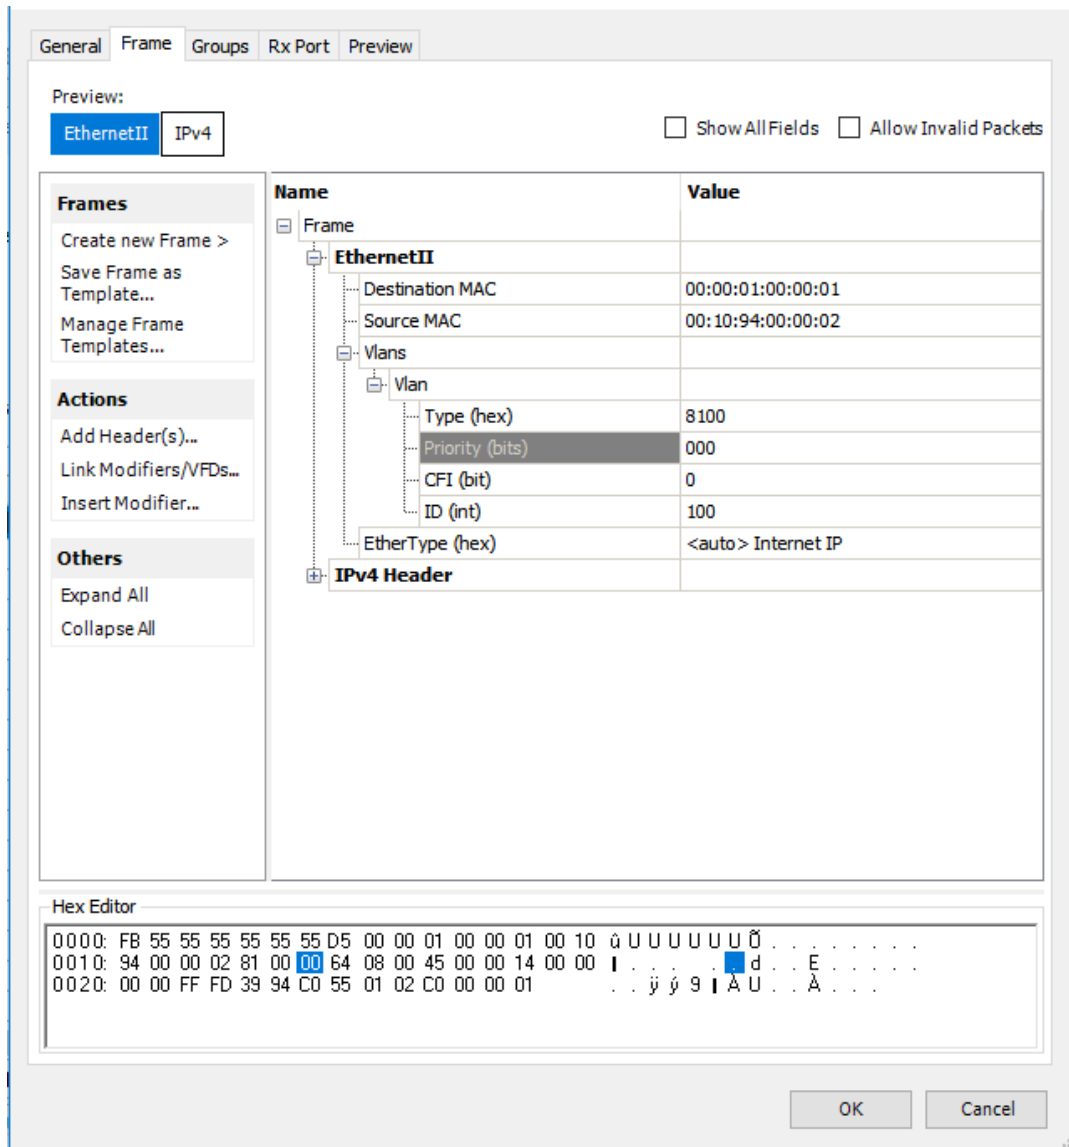 General Frame Groups Rx Port Preview
Preview:
EthernetII IPv4
Show All Fields Allow Invalid Packets
Frames
Create new Frame >
Save Frame as
Template...
Manage Frame
Templates...
Actions
Add Header(s)...
Link Modifiers/VFDs...
Insert Modifier...
Others
Expand All
Collapse All
Name Value
Frame
EthernetII
Destination MAC 00:00:01:00:00:01
Source MAC 00:10:94:00:00:02
Vlans
Vlan
Type (hex) 8100
Priority (bits) 000
CFI (bit) 0
ID (int) 100
EtherType (hex) <auto> Internet IP
IPv4 Header
Hex Editor
0000: FB 55 55 55 55 55 55 D5 00 00 01 00 00 01 00 10 û U U U U U U Õ . . . . . . . .
0010: 94 00 00 02 81 00 00 64 08 00 45 00 00 14 00 00 . . . . . . d . . E . . . . .
0020: 00 00 FF FD 39 94 C0 55 01 02 C0 00 00 01 . . ÿ ý 9 À U . . À . . .
OK Cancel